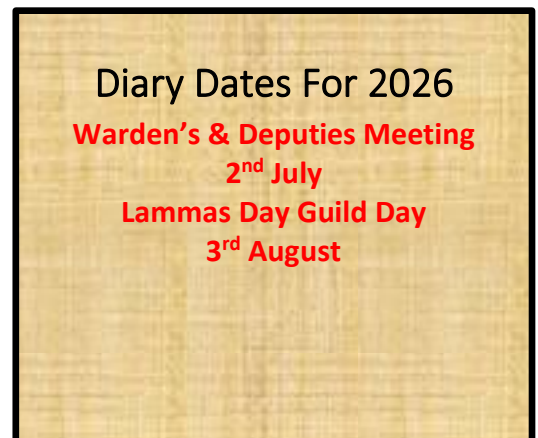 Diary Dates For 2026
Warden's & Deputies Meeting
2nd July
Lammas Day Guild Day
3rd August